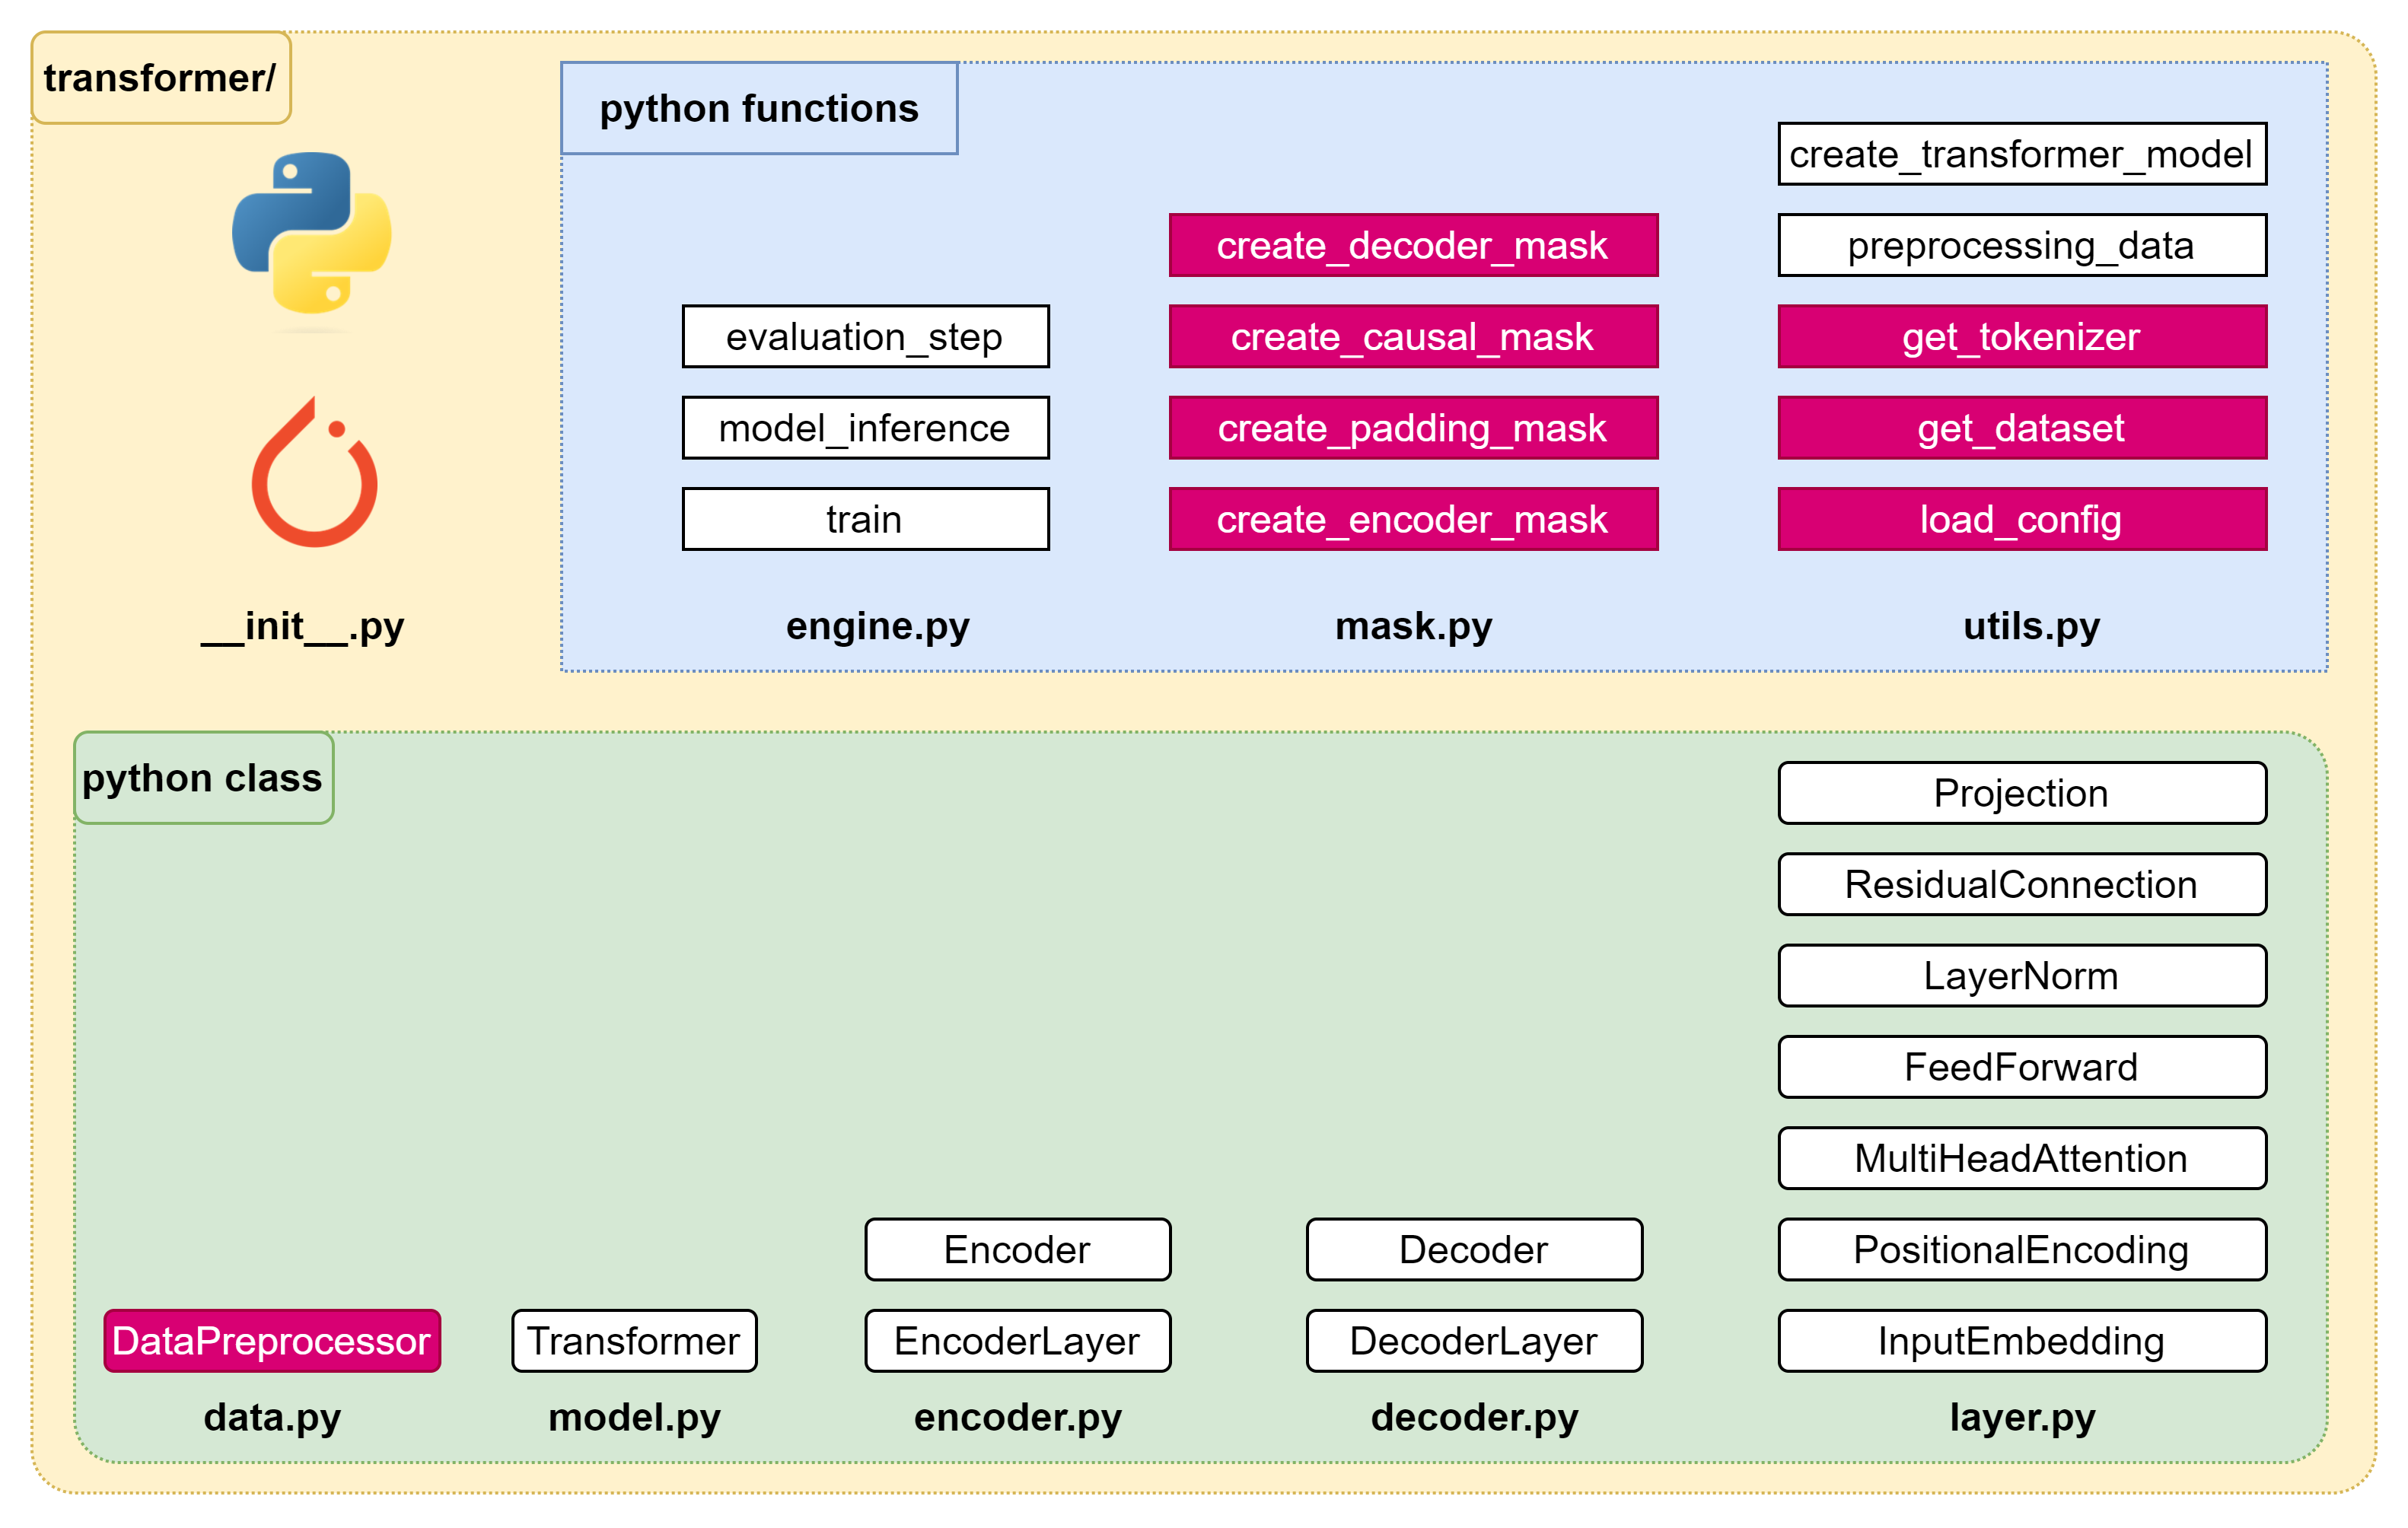 transformer/
__init__.py
python functions
evaluation_step
model_inference
train
engine.py
create_decoder_mask
create_causal_mask
create_padding_mask
create_encoder_mask
mask.py
create_transformer_model
preprocessing_data
get_tokenizer
get_dataset
load_config
utils.py
python class
DataPreprocessor
data.py
Transformer
model.py
Encoder
EncoderLayer
encoder.py
Decoder
DecoderLayer
decoder.py
Projection
ResidualConnection
LayerNorm
FeedForward
MultiHeadAttention
PositionalEncoding
InputEmbedding
layer.py